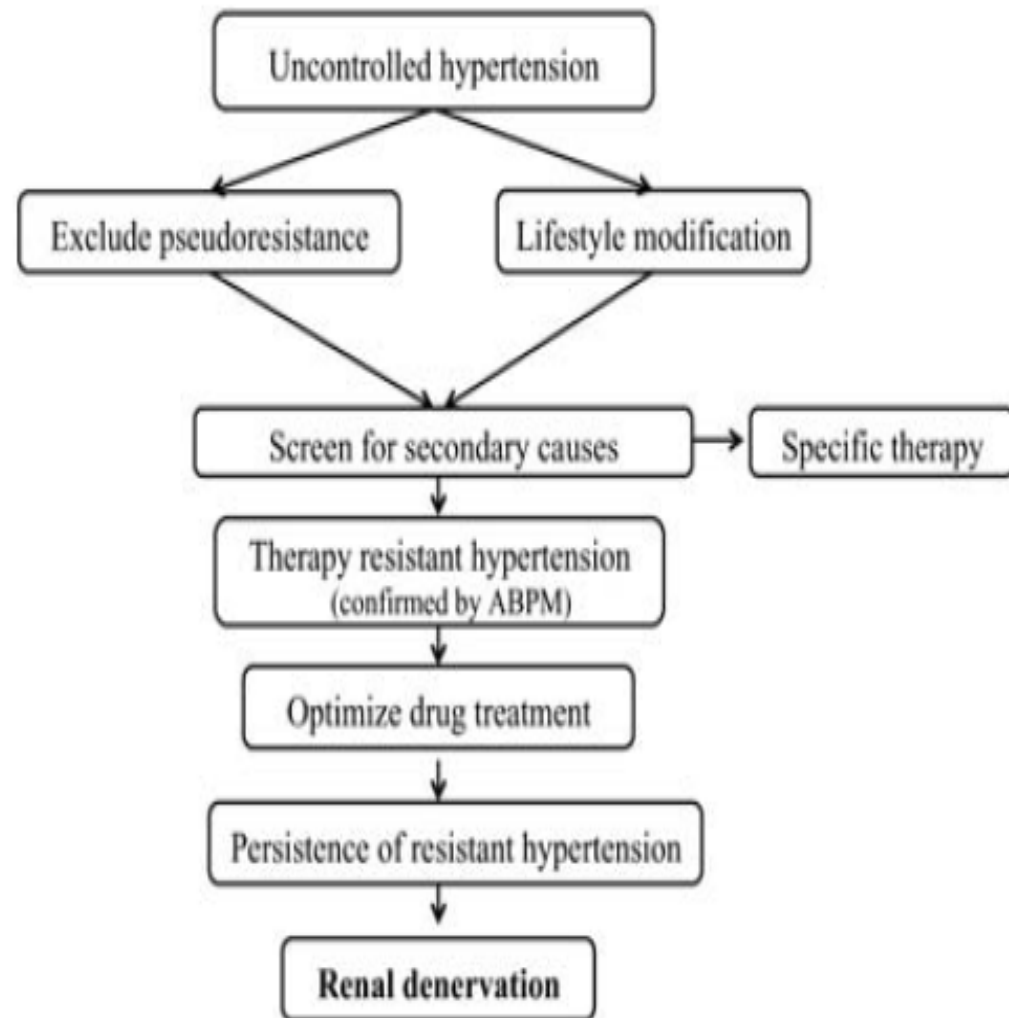 Uncontrolled hypertension
Exclude pseudoresistance
Lifestyle modification
Screen for secondary causes
Specific therapy
Therapy resistant hypertension
(confirmed by ABPM)
Optimize drug treatment
Persistence of resistant hypertension
Renal denervation